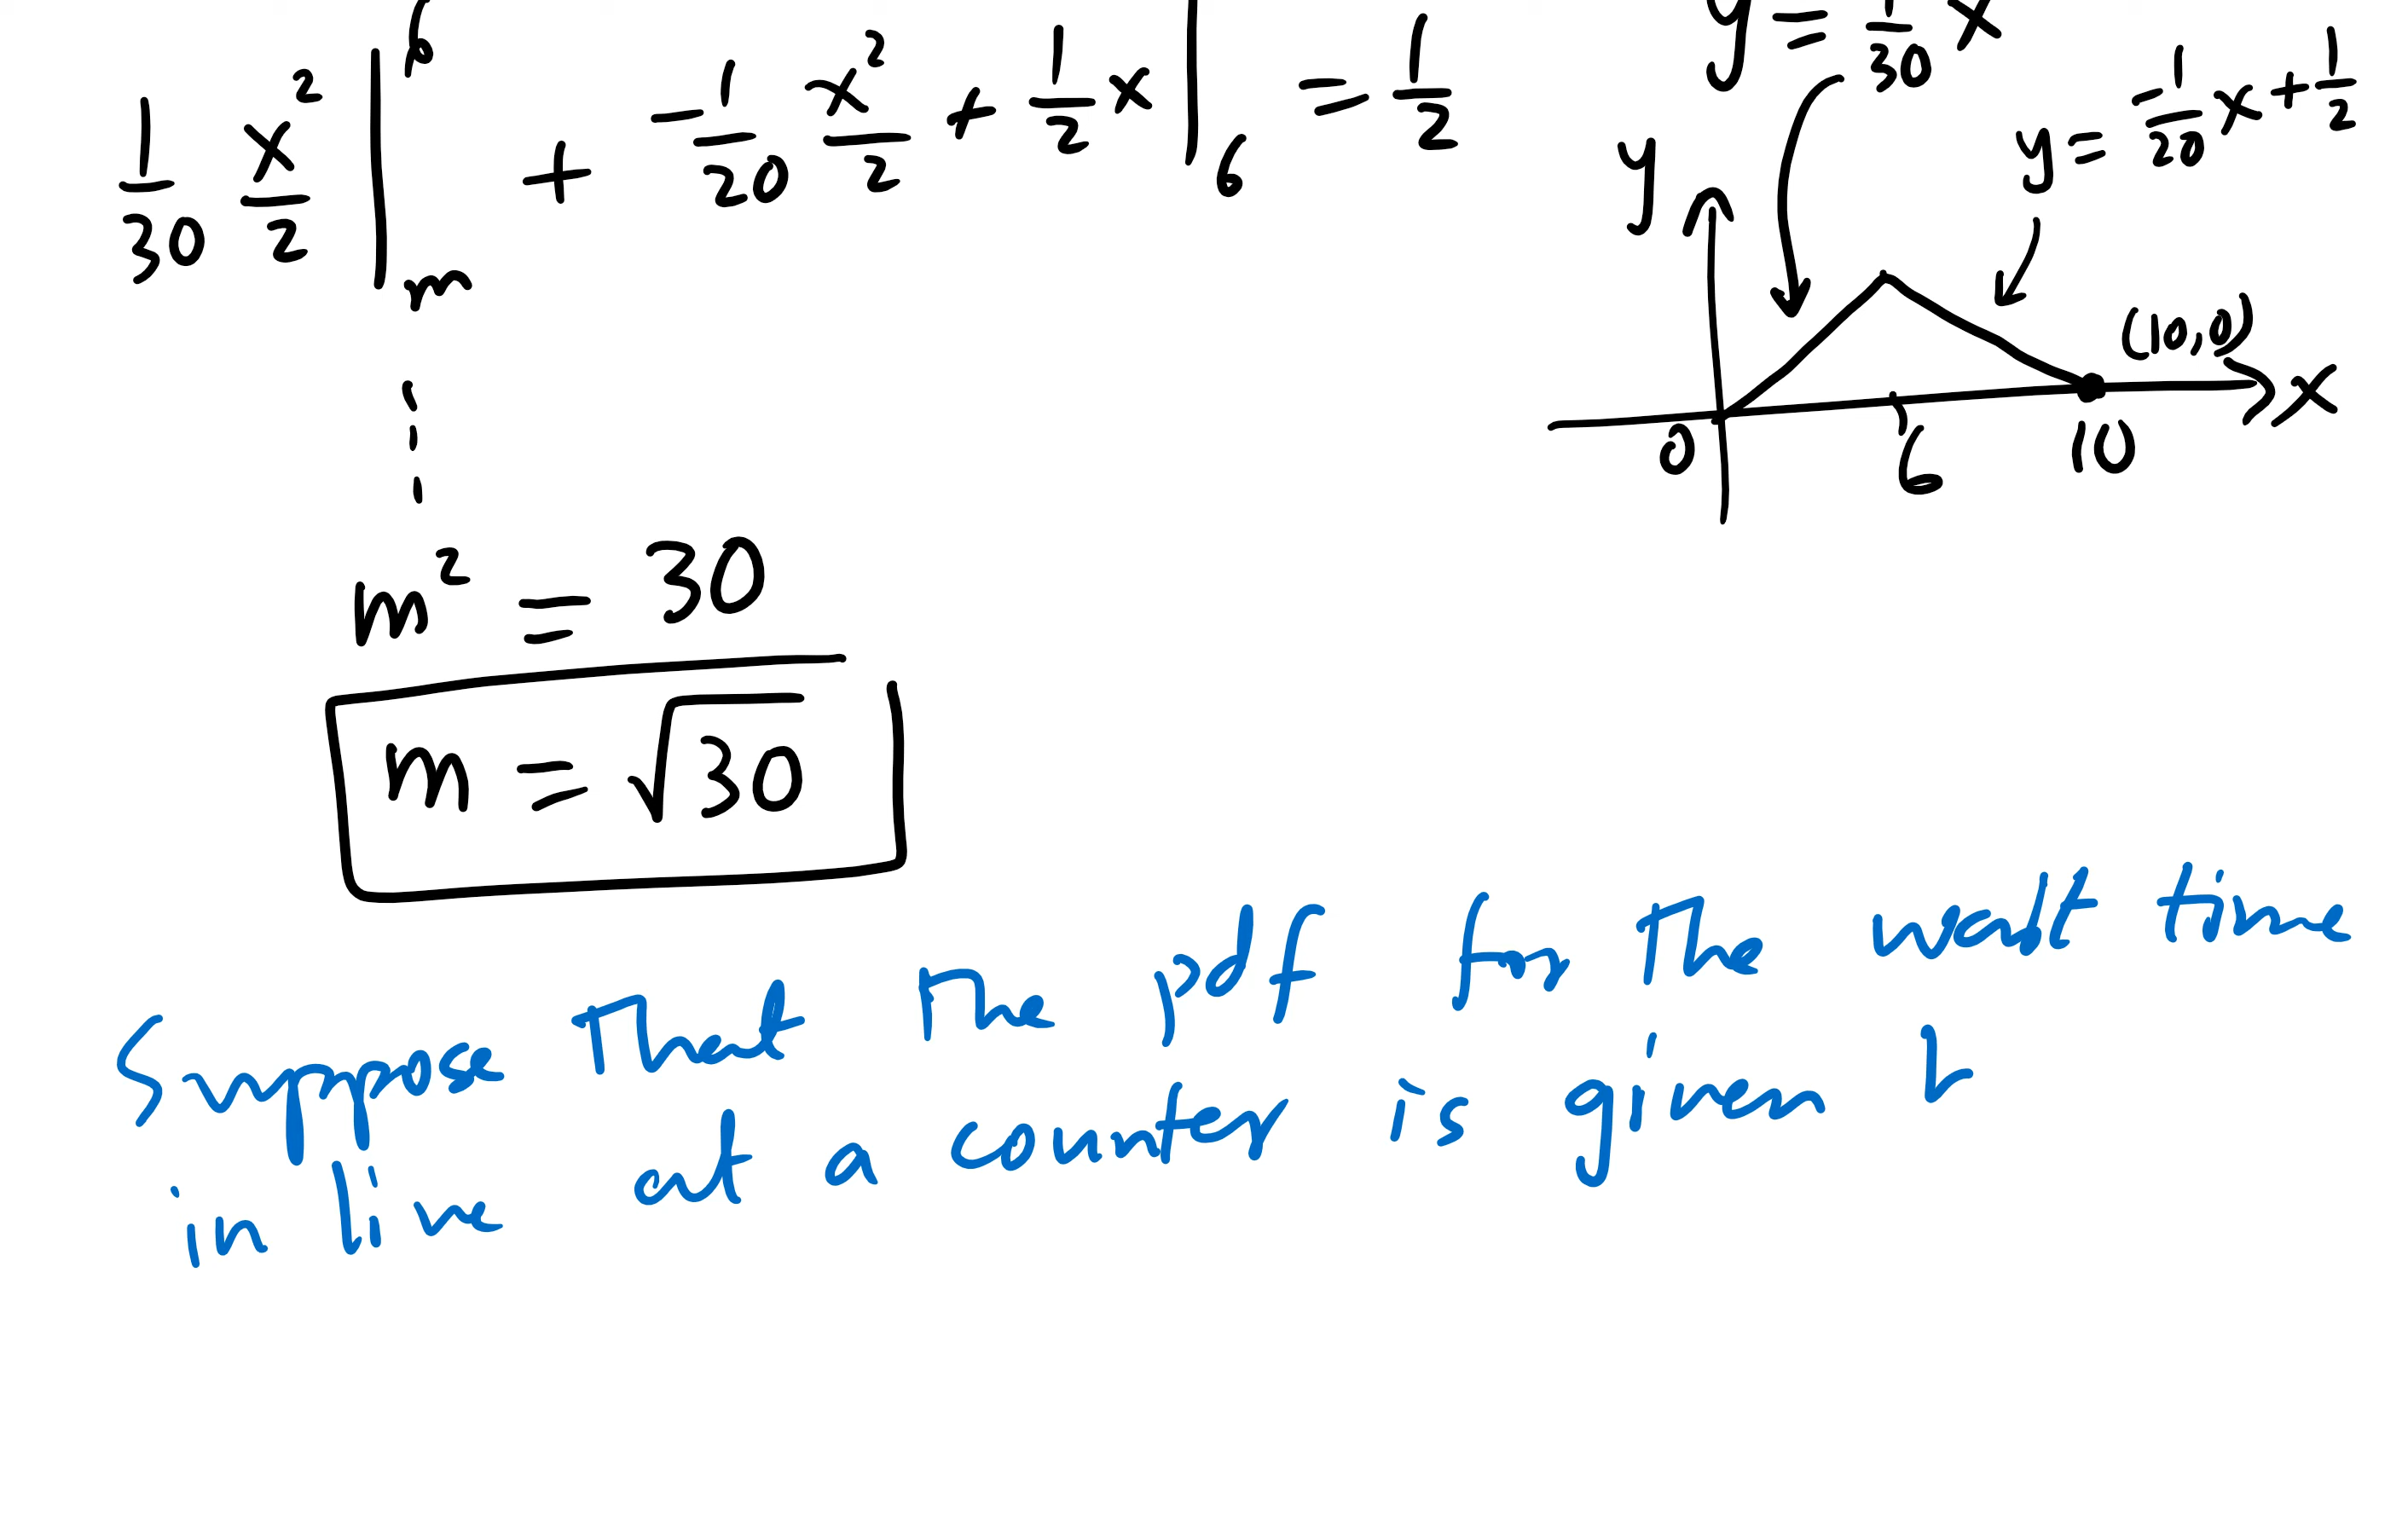 1/30 x²/2 |₍m₎⁶ + -1/20 x²/2 + 1/2 x |₆ = 1/2
y = 1/30 x
y = -1/20 x + 1/2
y
(10,0)
x
0 6 10
m² = 30
m = √30
Suppose that the pdf for the wait time
in line at a counter is given b